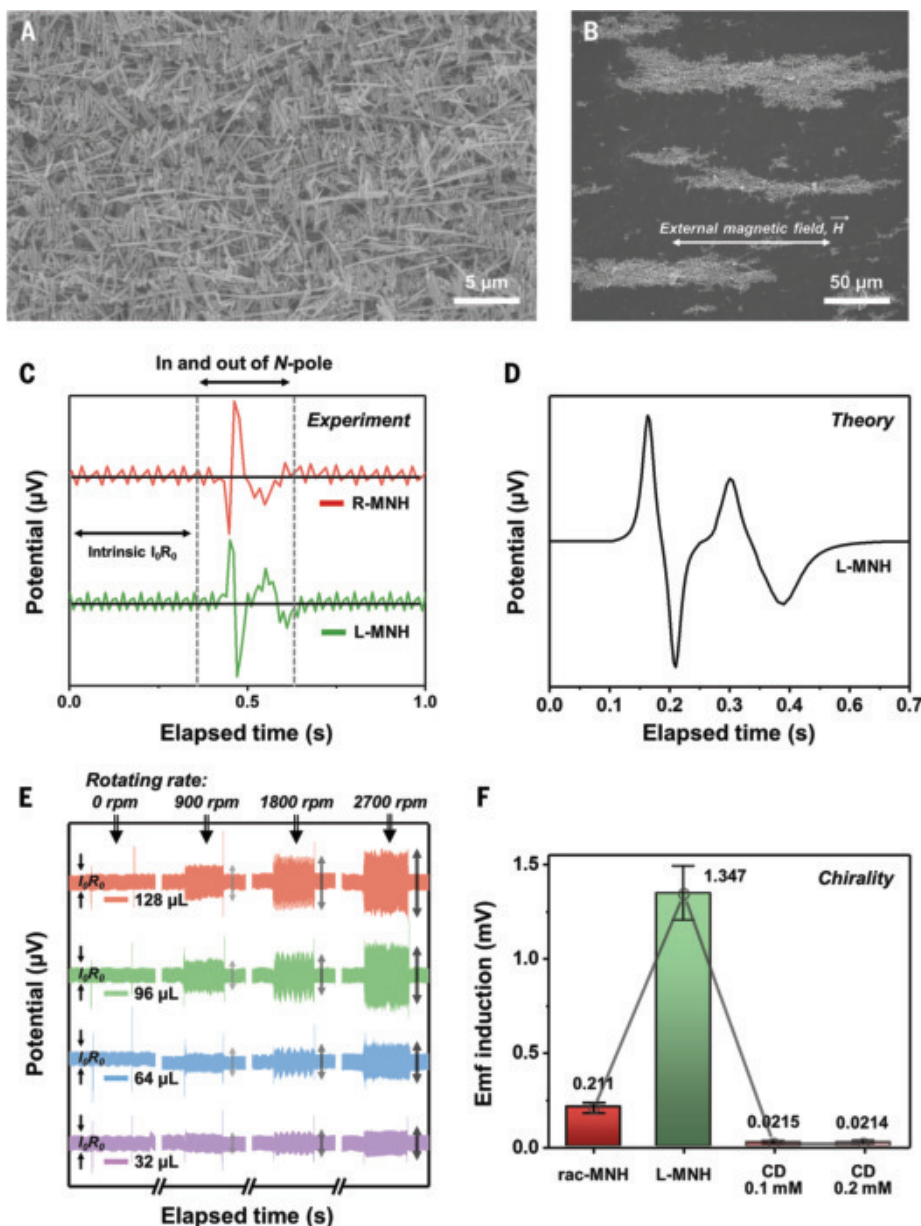 A
5 µm
B
External magnetic field, H
50 µm
C
In and out of N-pole
Experiment
R-MNH
Intrinsic I₀R₀
L-MNH
Potential (µV)
0.0 0.5 1.0
Elapsed time (s)
D
Theory
L-MNH
Potential (µV)
0.0 0.1 0.2 0.3 0.4 0.5 0.6 0.7
Elapsed time (s)
E
Rotating rate:
0 rpm 900 rpm 1800 rpm 2700 rpm
I₀R₀
128 µL
I₀R₀
96 µL
I₀R₀
64 µL
I₀R₀
32 µL
Potential (µV)
Elapsed time (s)
F
Chirality
1.5
1.0
0.5
0.0
Emf induction (mV)
0.211
1.347
0.0215
0.0214
rac-MNH L-MNH CD CD
0.1 mM 0.2 mM